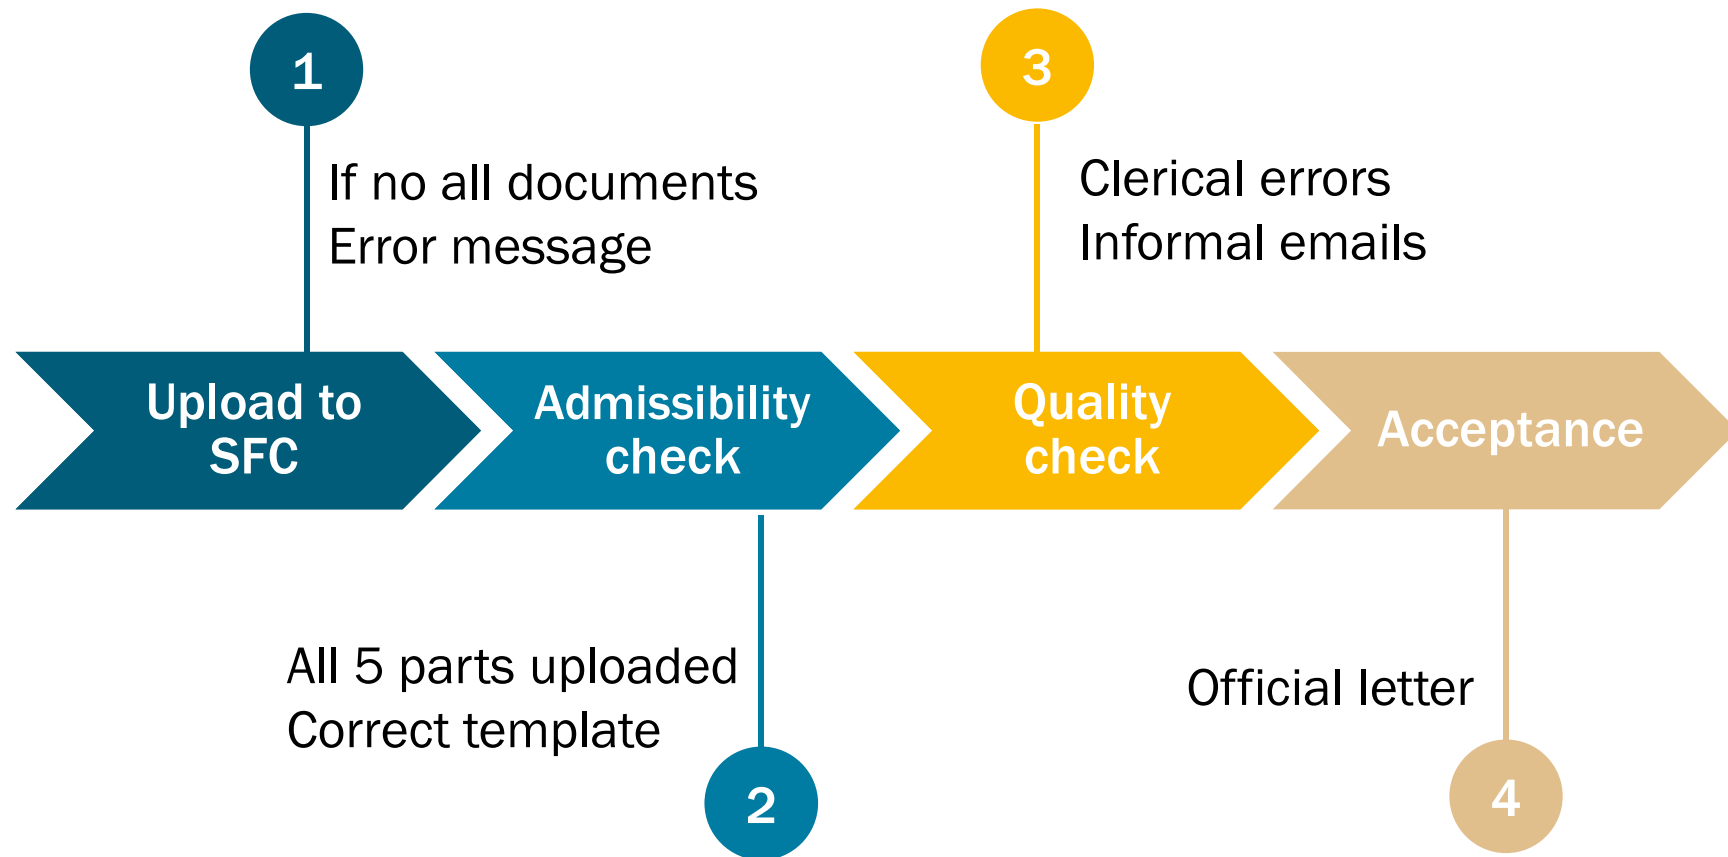 1
If no all documents
Error message
3
Clerical errors
Informal emails
Upload to
SFC
Admissibility
check
Quality
check
Acceptance
All 5 parts uploaded
Correct template
2
Official letter
4